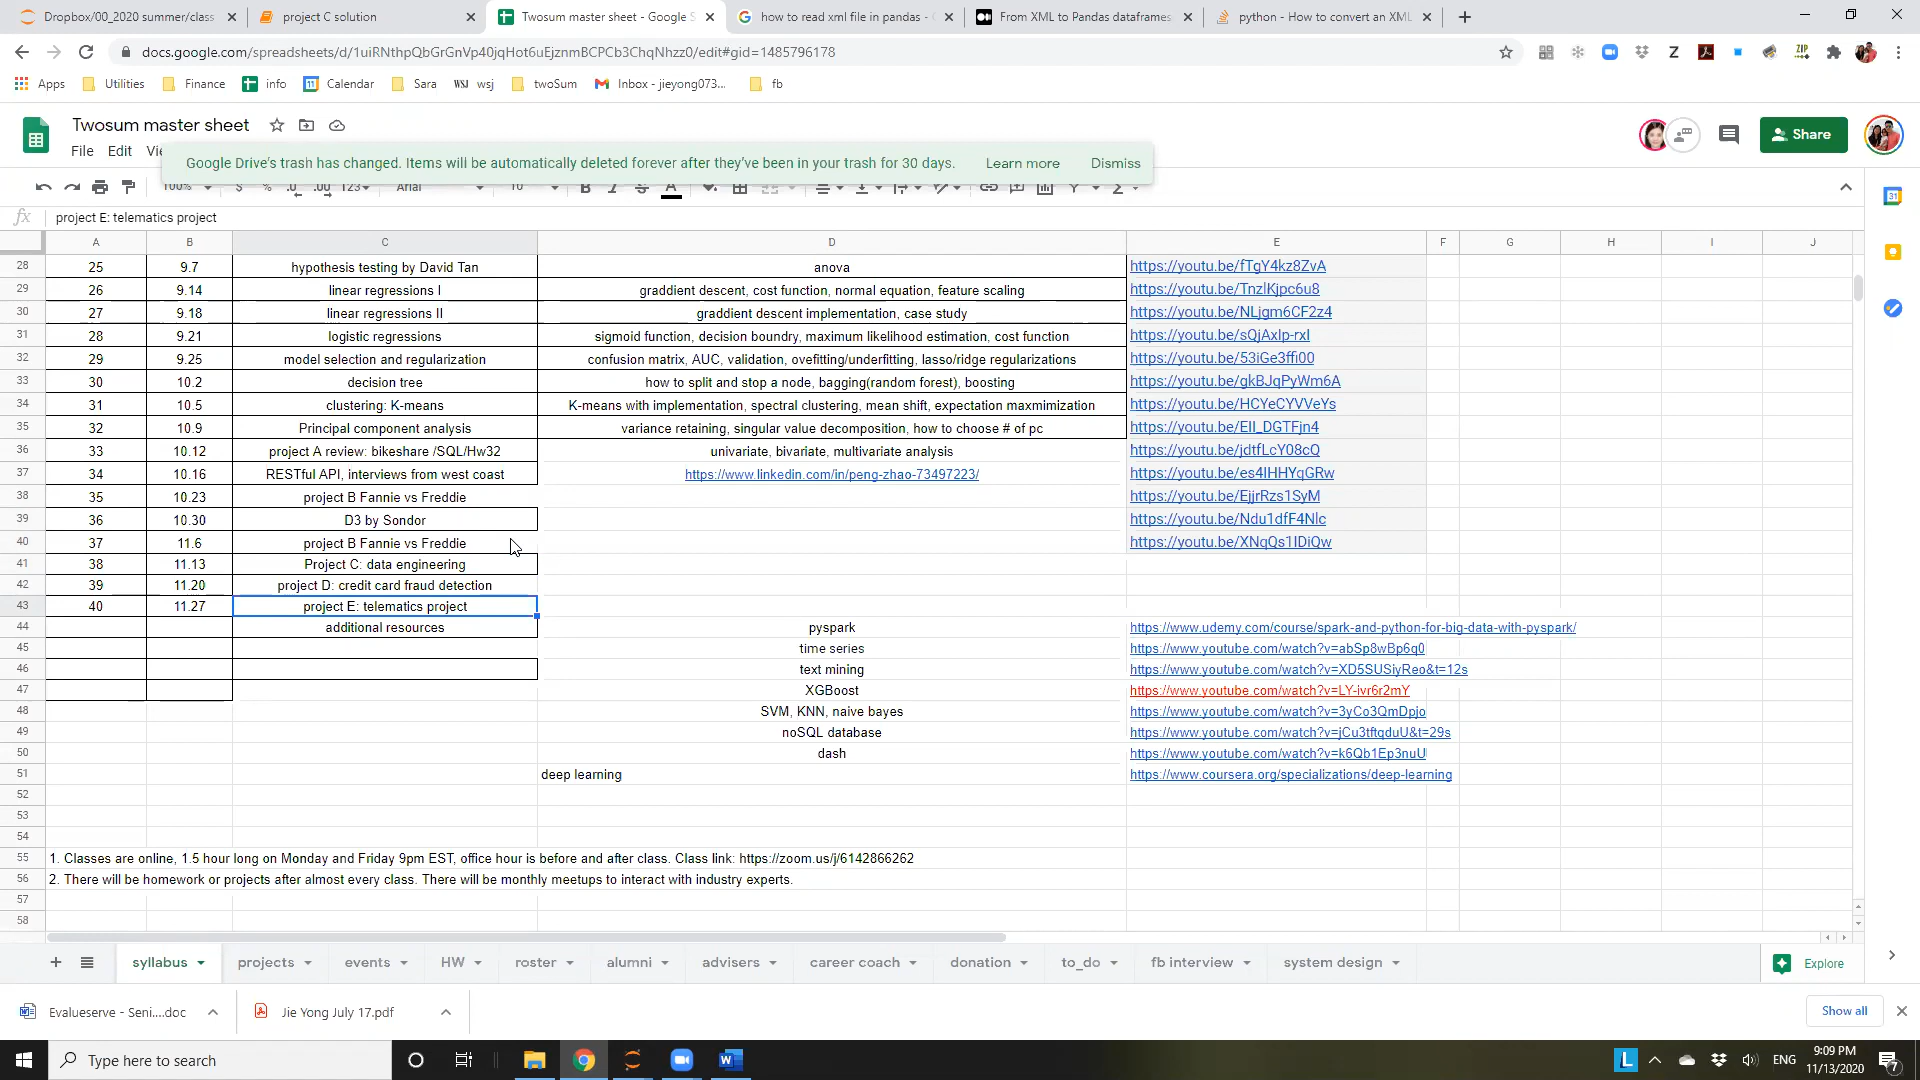 Dropbox/00_2020 summer/class
project C solution
Twosum master sheet - Google S
how to read xml file in pandas - G
From XML to Pandas dataframes
python - How to convert an XML
docs.google.com/spreadsheets/d/1uiRNthpQbGrGnVp40jqHot6uEjznmBCPCb3ChqNhzz0/edit#gid=1485796178
Apps
Utilities
Finance
info
Calendar
Sara
WSJ wsj
twoSum
Inbox - jieyong073...
fb
Twosum master sheet
Share
File Edit Vi
Google Drive's trash has changed. Items will be automatically deleted forever after they've been in your trash for 30 days. Learn more Dismiss
100% $ % .0 .00 123 Arial 10 B I S A
fx project E: telematics project
A B C D E F G H I J
28 25 9.7 hypothesis testing by David Tan anova https://youtu.be/fTgY4kz8ZvA
29 26 9.14 linear regressions I graddient descent, cost function, normal equation, feature scaling https://youtu.be/TnzlKjpc6u8
30 27 9.18 linear regressions II graddient descent implementation, case study https://youtu.be/NLjgm6CF2z4
31 28 9.21 logistic regressions sigmoid function, decision boundry, maximum likelihood estimation, cost function https://youtu.be/sQjAxIp-rxI
32 29 9.25 model selection and regularization confusion matrix, AUC, validation, ovefitting/underfitting, lasso/ridge regularizations https://youtu.be/53iGe3ffi00
33 30 10.2 decision tree how to split and stop a node, bagging(random forest), boosting https://youtu.be/gkBJqPyWm6A
34 31 10.5 clustering: K-means K-means with implementation, spectral clustering, mean shift, expectation maxmimization https://youtu.be/HCYeCYVVeYs
35 32 10.9 Principal component analysis variance retaining, singular value decomposition, how to choose # of pc https://youtu.be/EII_DGTFjn4
36 33 10.12 project A review: bikeshare /SQL/Hw32 univariate, bivariate, multivariate analysis https://youtu.be/jdtfLcY08cQ
37 34 10.16 RESTful API, interviews from west coast https://www.linkedin.com/in/peng-zhao-73497223/ https://youtu.be/es4IHHYqGRw
38 35 10.23 project B Fannie vs Freddie https://youtu.be/EjjrRzs1SyM
39 36 10.30 D3 by Sondor https://youtu.be/Ndu1dfF4Nlc
40 37 11.6 project B Fannie vs Freddie https://youtu.be/XNqQs1IDiQw
41 38 11.13 Project C: data engineering
42 39 11.20 project D: credit card fraud detection
43 40 11.27 project E: telematics project
44 additional resources pyspark https://www.udemy.com/course/spark-and-python-for-big-data-with-pyspark/
45 time series https://www.youtube.com/watch?v=abSp8wBp6q0
46 text mining https://www.youtube.com/watch?v=XD5SUSiyReo&t=12s
47 XGBoost https://www.youtube.com/watch?v=LY-ivr6r2mY
48 SVM, KNN, naive bayes https://www.youtube.com/watch?v=3yCo3QmDpjo
49 noSQL database https://www.youtube.com/watch?v=jCu3tftqduU&t=29s
50 dash https://www.youtube.com/watch?v=k6Qb1Ep3nuU
51 deep learning https://www.coursera.org/specializations/deep-learning
52
53
54
55 1. Classes are online, 1.5 hour long on Monday and Friday 9pm EST, office hour is before and after class. Class link: https://zoom.us/j/6142866262
56 2. There will be homework or projects after almost every class. There will be monthly meetups to interact with industry experts.
57
58
syllabus projects events HW roster alumni advisers career coach donation to_do fb interview system design Explore
Evalueserve - Seni....doc
Jie Yong July 17.pdf
Show all
Type here to search
ENG
9:09 PM
11/13/2020
7